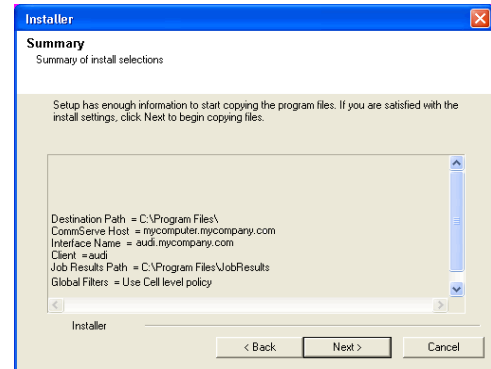 Installer
Summary
Summary of install selections
Setup has enough information to start copying the program files. If you are satisfied with the
install settings, click Next to begin copying files.
Destination Path = C:\Program Files\
CommServe Host = mycomputer.mycompany.com
Interface Name = audi.mycompany.com
Client =audi
Job Results Path = C:\Program Files\JobResults
Global Filters = Use Cell level policy
Installer
< Back Next > Cancel